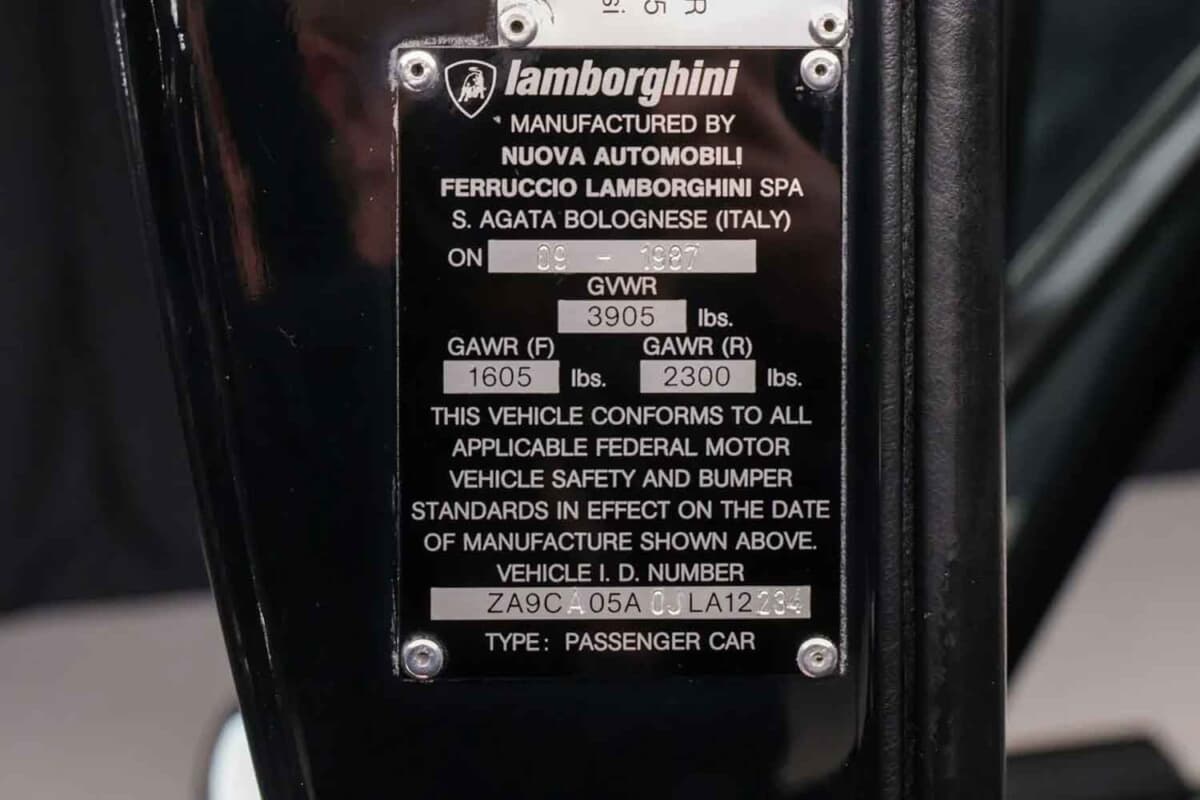 R
5
si
lamborghini
MANUFACTURED BY
NUOVA AUTOMOBILI
FERRUCCIO LAMBORGHINI SPA
S. AGATA BOLOGNESE (ITALY)
ON 09 - 1987
GVWR
3905 lbs.
GAWR (F) GAWR (R)
1605 lbs. 2300 lbs.
THIS VEHICLE CONFORMS TO ALL
APPLICABLE FEDERAL MOTOR
VEHICLE SAFETY AND BUMPER
STANDARDS IN EFFECT ON THE DATE
OF MANUFACTURE SHOWN ABOVE.
VEHICLE I. D. NUMBER
ZA9CA05A0JLA12234
TYPE: PASSENGER CAR